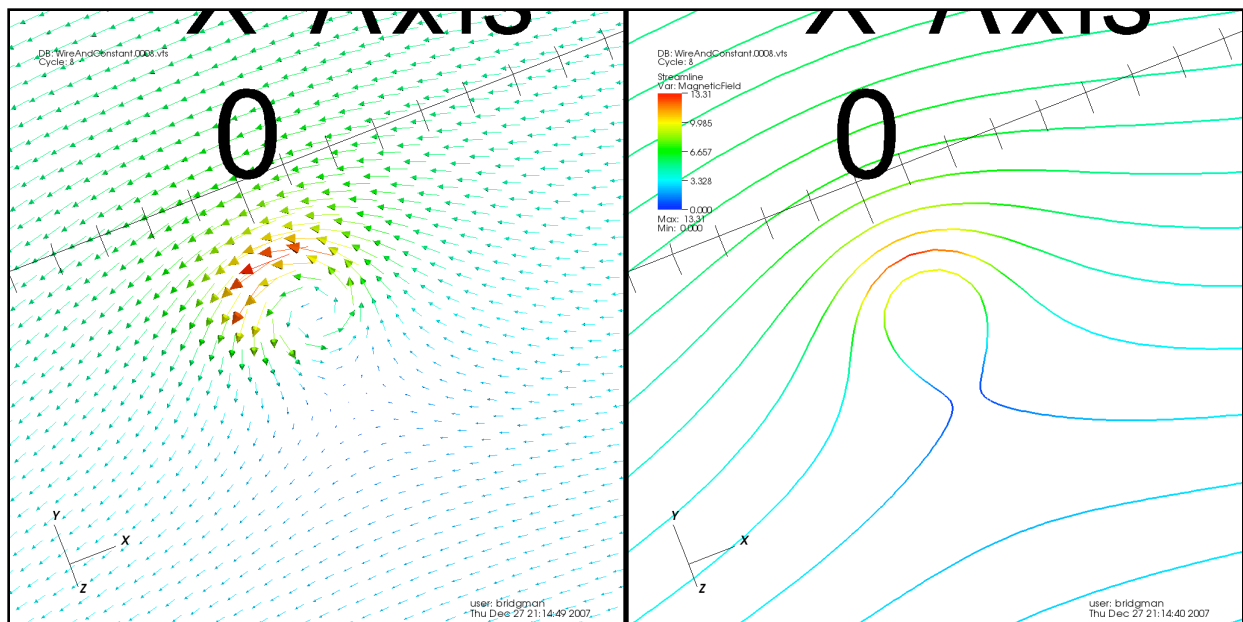 X Axis
DB: WireAndConstant.0008.vts
Cycle: 8
0
Y
X
Z
user: bridgman
Thu Dec 27 21:14:49 2007
X Axis
DB: WireAndConstant.0008.vts
Cycle: 8
Streamline
Var: MagneticField
13.31
9.985
6.657
3.328
0.000
Max: 13.31
Min: 0.000
0
Y
X
Z
user: bridgman
Thu Dec 27 21:14:40 2007